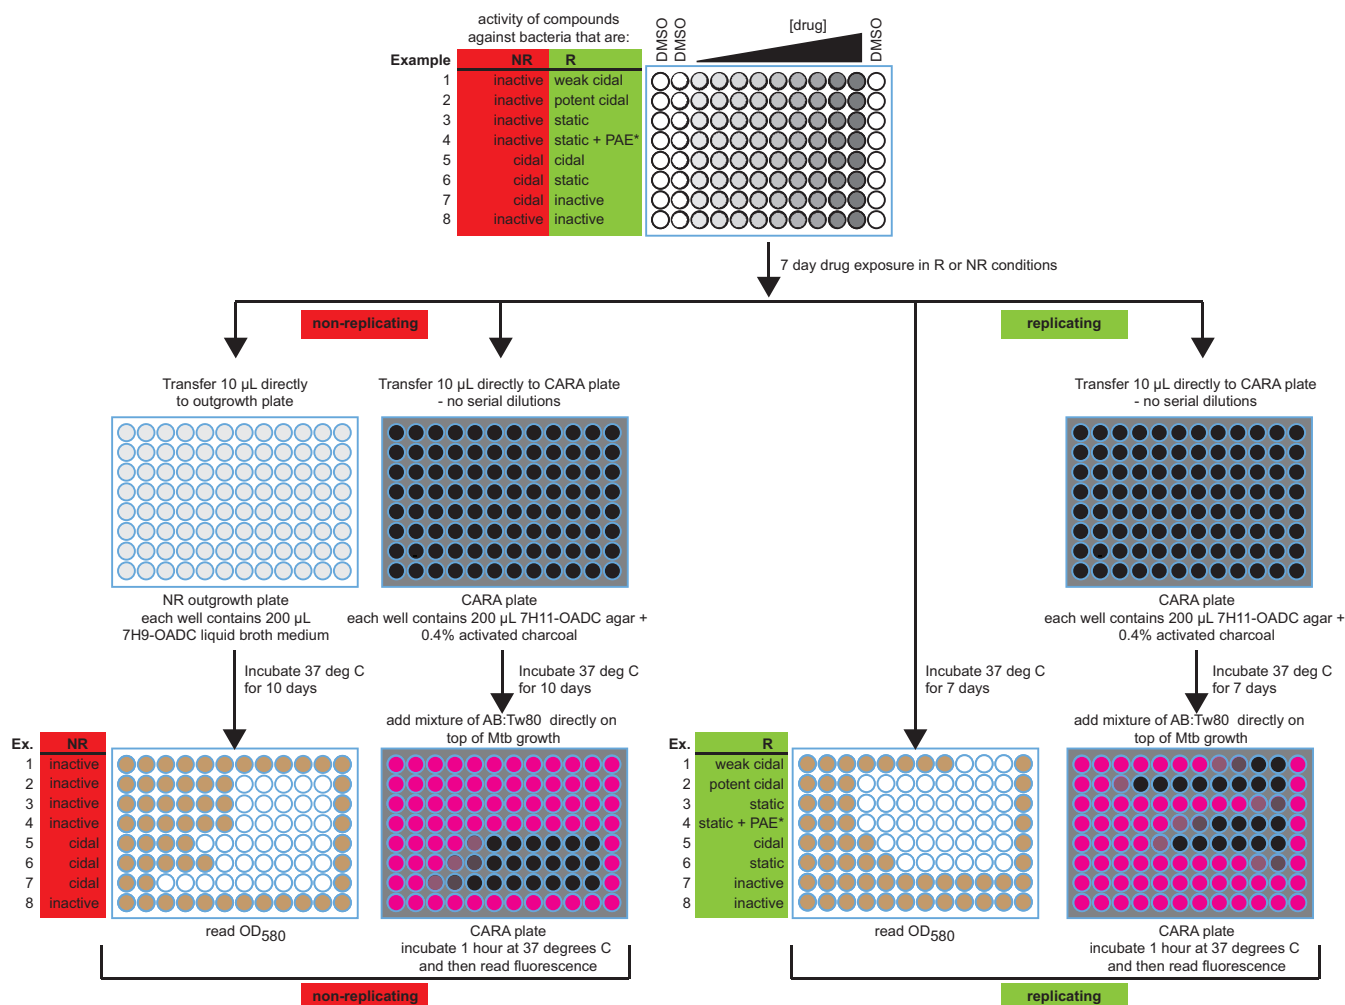 activity of compounds
against bacteria that are:
DMSO
DMSO
[drug]
DMSO
Example NR R
1 inactive weak cidal
2 inactive potent cidal
3 inactive static
4 inactive static + PAE*
5 cidal cidal
6 cidal static
7 cidal inactive
8 inactive inactive
7 day drug exposure in R or NR conditions
non-replicating
replicating
Transfer 10 µL directly
to outgrowth plate
Transfer 10 µL directly to CARA plate
- no serial dilutions
Transfer 10 µL directly to CARA plate
- no serial dilutions
NR outgrowth plate
each well contains 200 µL
7H9-OADC liquid broth medium
CARA plate
each well contains 200 µL 7H11-OADC agar +
0.4% activated charcoal
CARA plate
each well contains 200 µL 7H11-OADC agar +
0.4% activated charcoal
Incubate 37 deg C
for 10 days
Incubate 37 deg C
for 10 days
Incubate 37 deg C
for 7 days
Incubate 37 deg C
for 7 days
add mixture of AB:Tw80 directly on
top of Mtb growth
add mixture of AB:Tw80 directly on
top of Mtb growth
Ex. NR
1 inactive
2 inactive
3 inactive
4 inactive
5 cidal
6 cidal
7 cidal
8 inactive
Ex. R
1 weak cidal
2 potent cidal
3 static
4 static + PAE*
5 cidal
6 static
7 inactive
8 inactive
read OD580
CARA plate
incubate 1 hour at 37 degrees C
and then read fluorescence
read OD580
CARA plate
incubate 1 hour at 37 degrees C
and then read fluorescence
non-replicating
replicating